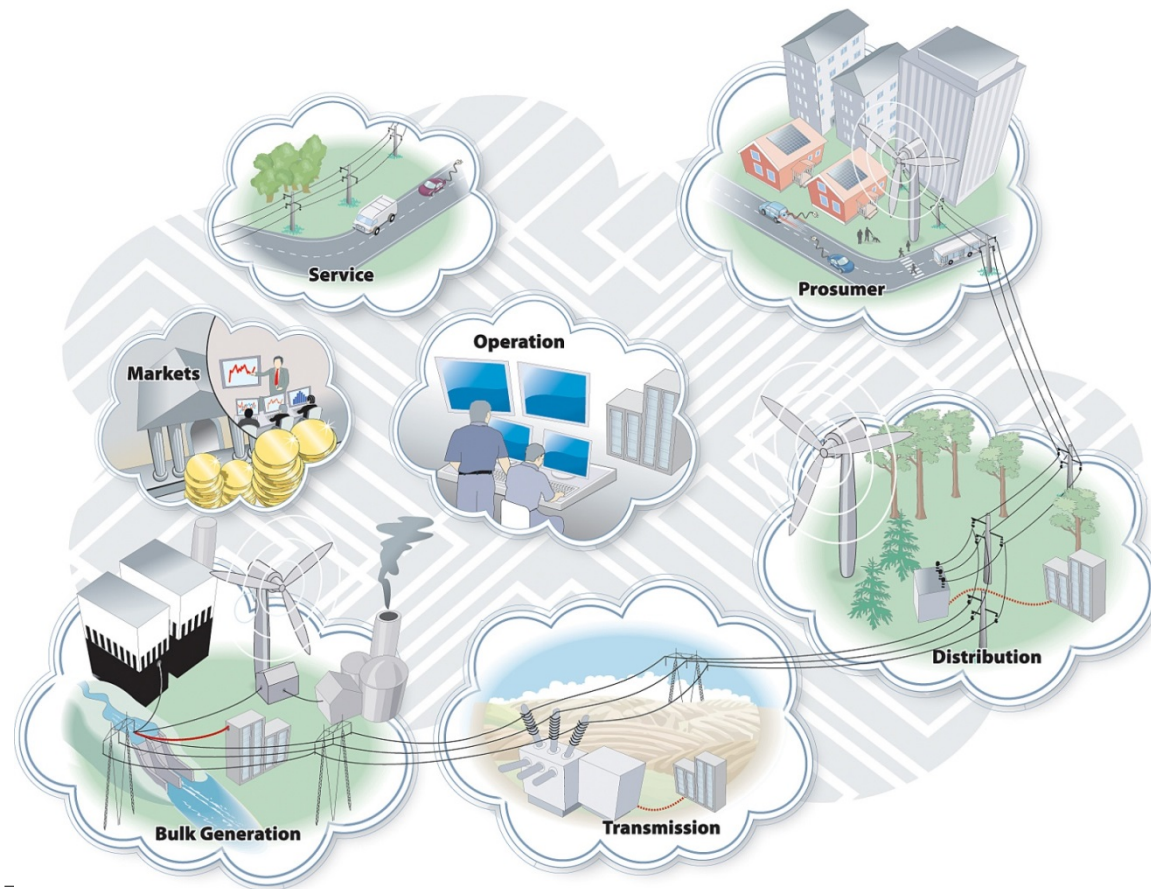 Service
Prosumer
Markets
Operation
Distribution
Bulk Generation
Transmission